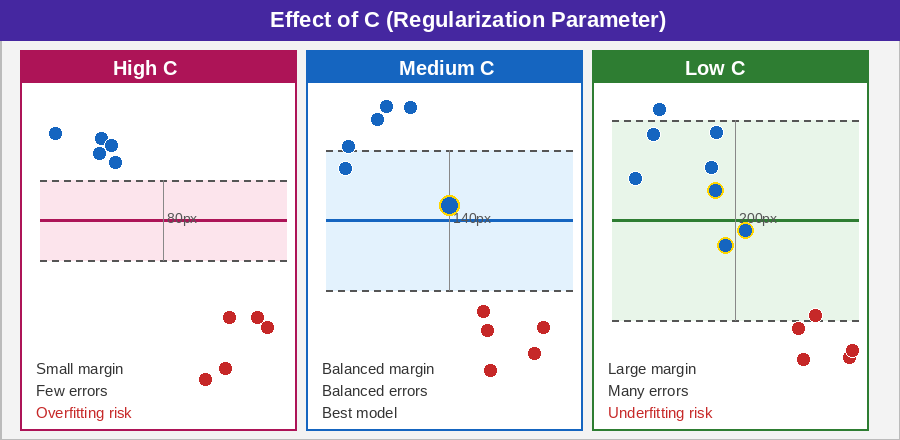 Effect of C (Regularization Parameter)
High C
80px
Small margin
Few errors
Overfitting risk
Medium C
140px
Balanced margin
Balanced errors
Best model
Low C
200px
Large margin
Many errors
Underfitting risk